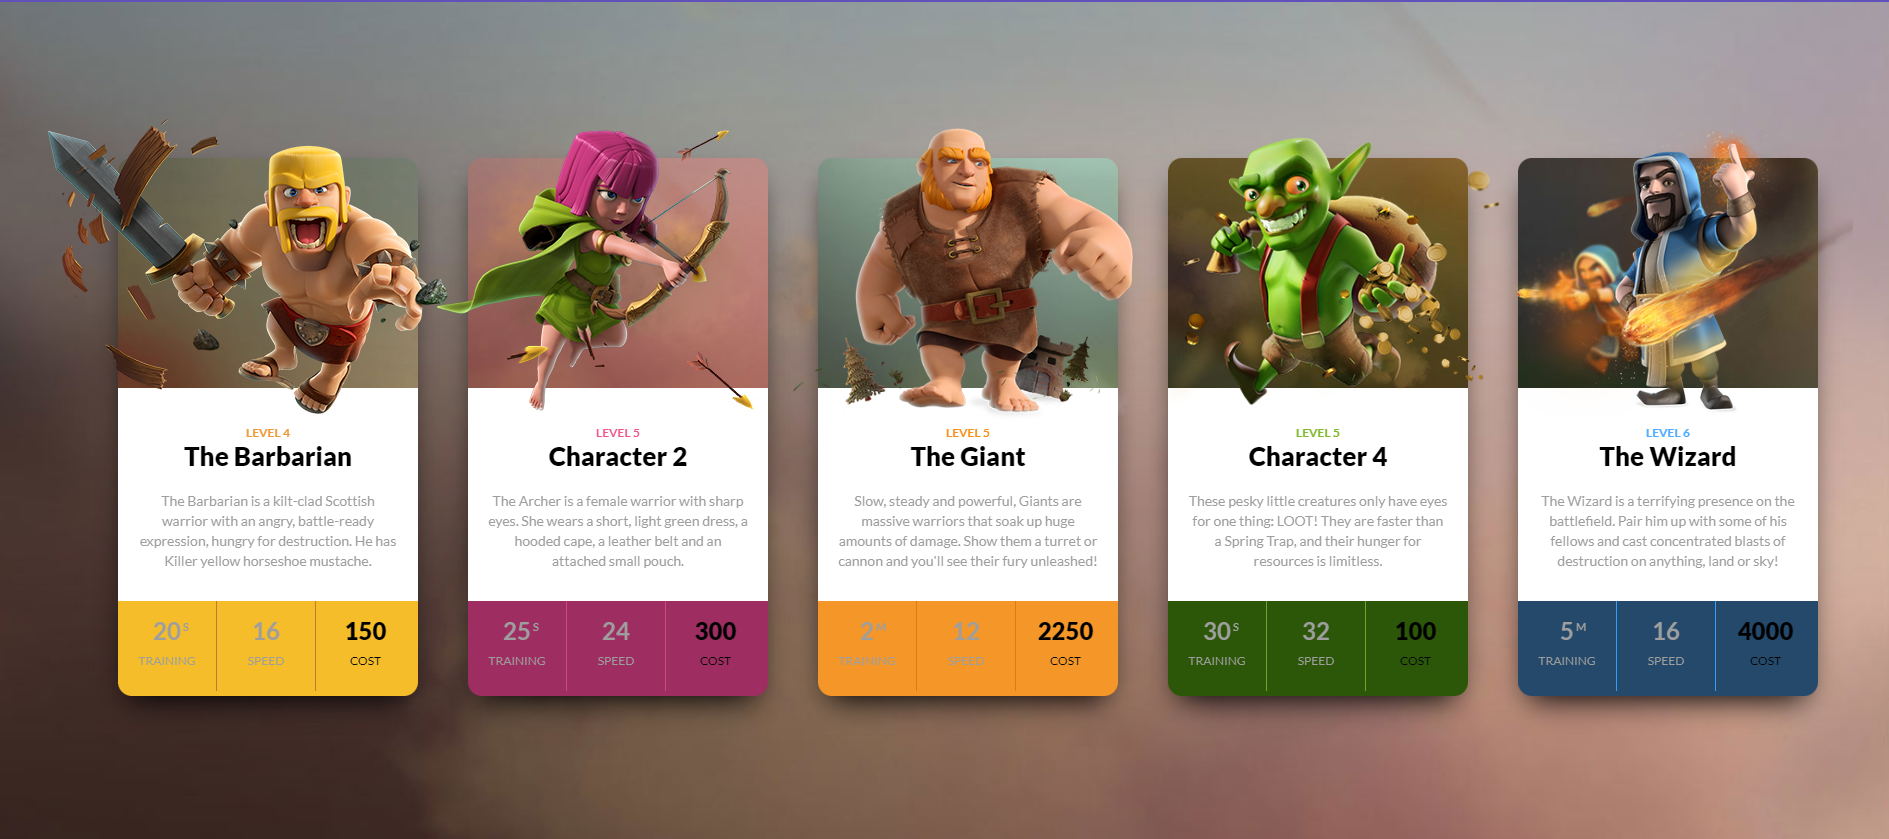 LEVEL 4
The Barbarian
The Barbarian is a kilt-clad Scottish
warrior with an angry, battle-ready
expression, hungry for destruction. He has
Killer yellow horseshoe mustache.
20 S
TRAINING
16
SPEED
150
COST
LEVEL 5
Character 2
The Archer is a female warrior with sharp
eyes. She wears a short, light green dress, a
hooded cape, a leather belt and an
attached small pouch.
25 S
TRAINING
24
SPEED
300
COST
LEVEL 5
The Giant
Slow, steady and powerful, Giants are
massive warriors that soak up huge
amounts of damage. Show them a turret or
cannon and you'll see their fury unleashed!
2 M
TRAINING
12
SPEED
2250
COST
LEVEL 5
Character 4
These pesky little creatures only have eyes
for one thing: LOOT! They are faster than
a Spring Trap, and their hunger for
resources is limitless.
30 S
TRAINING
32
SPEED
100
COST
LEVEL 6
The Wizard
The Wizard is a terrifying presence on the
battlefield. Pair him up with some of his
fellows and cast concentrated blasts of
destruction on anything, land or sky!
5 M
TRAINING
16
SPEED
4000
COST